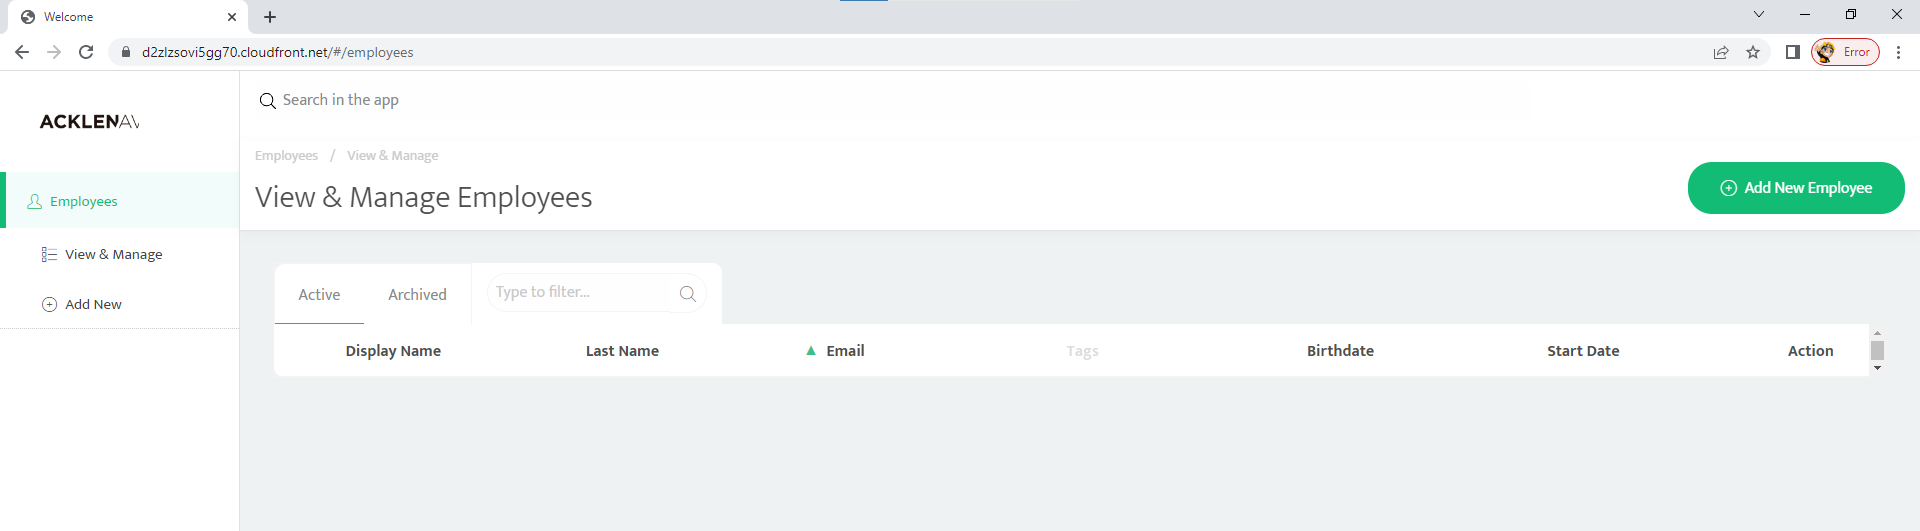 Welcome
d2zlzsovi5gg70.cloudfront.net/#/employees
Error
ACKLENAV
Search in the app
Employees / View & Manage
View & Manage Employees
Add New Employee
Employees
View & Manage
Add New
Active Archived Type to filter...
Display Name Last Name ▲ Email Tags Birthdate Start Date Action